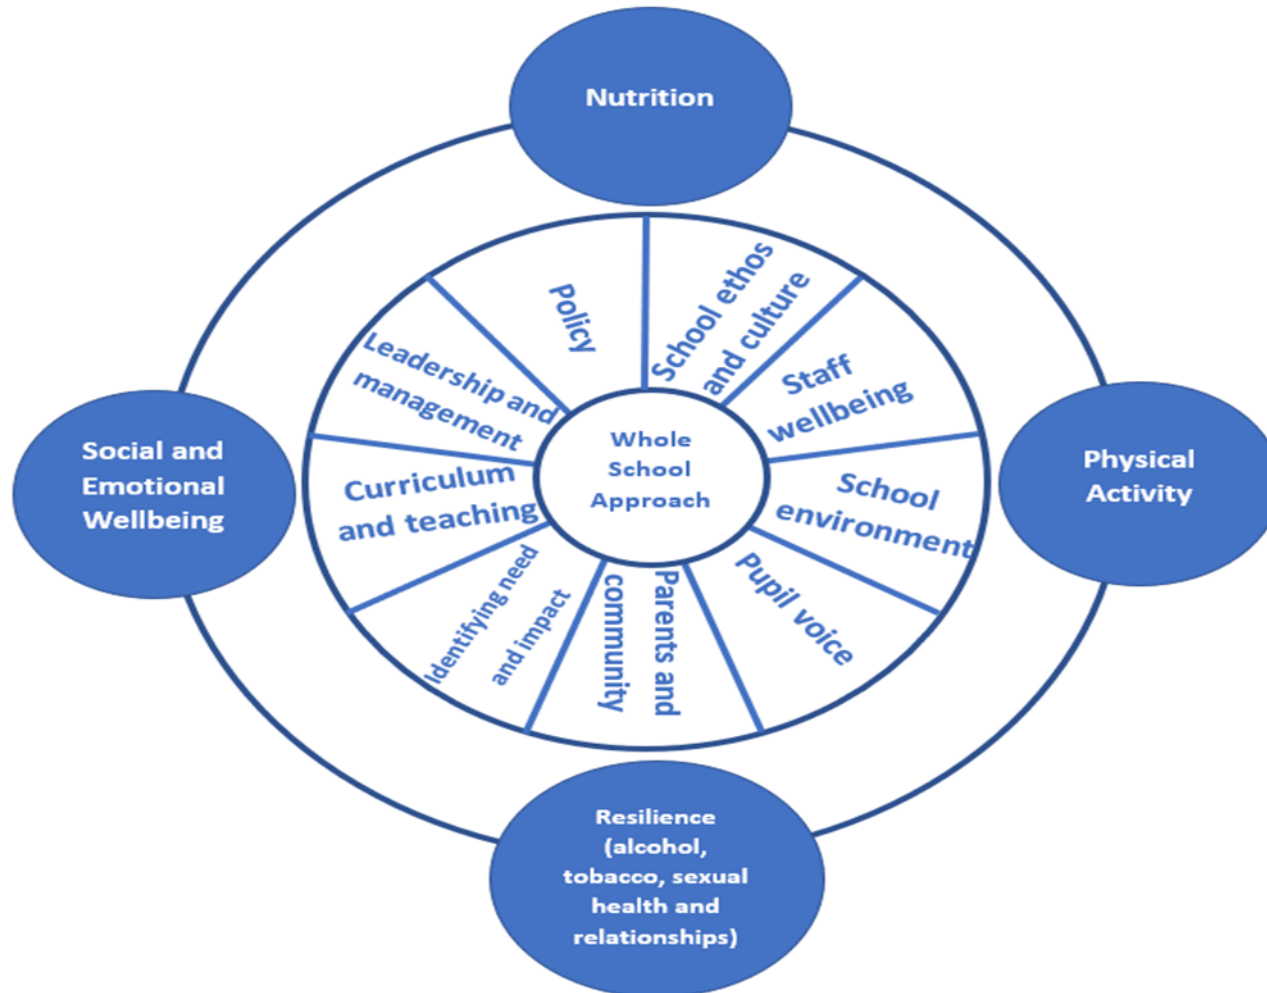 Nutrition
School ethos
and culture
Policy
Staff
wellbeing
Leadership and
management
Whole
School
Approach
Social and
Emotional
Wellbeing
Physical
Activity
Curriculum
and teaching
School
environment
Identifying need
and impact
Parents and
community
Pupil voice
Resilience
(alcohol,
tobacco, sexual
health and
relationships)